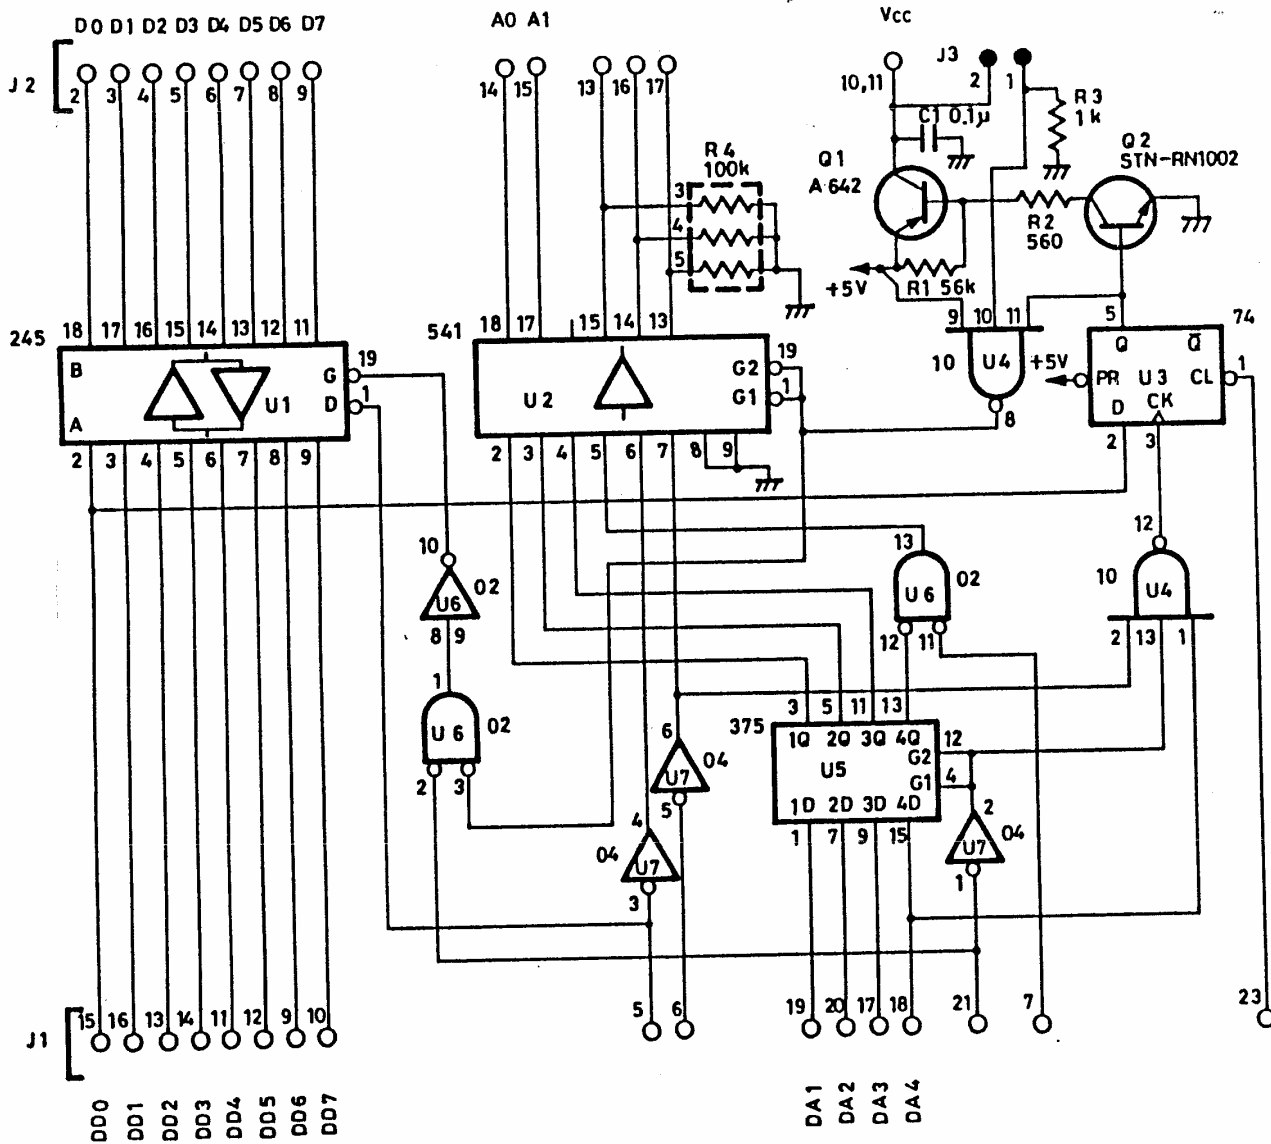 D0 D1 D2 D3 D4 D5 D6 D7
A0 A1
Vcc
J2
2 3 4 5 6 7 8 9
14 15
13 16 17
10,11
J3
2 1
C1 0.1μ
R3
1k
Q1
A·642
Q2
STN-RN1002
R4
100k
3
4
5
R2
560
+5V
R1 56k
245
18 17 16 15 14 13 12 11
B
A
U1
G 19
D 1
2 3 4 5 6 7 8 9
541
18 17 15 14 13
U2
G2 19
G1 1
2 3 4 5 6 7 8 9
9 10 11
10
U4
8
+5V
5
74
Q Q̅
PR U3 CL 1
D CK
2 3
10
U6
02
8 9
1
U6
02
2 3
13
U6
02
12 11
12
10
U4
2 13 1
375
3 5 11 13
1Q 2Q 3Q 4Q
G2 12
U5
G1 4
1D 2D 3D 4D
1 7 9 15
6
U7
04
5
4
04
U7
3
2
U7
04
1
J1
15 16 13 14 11 12 9 10
5 6
19 20 17 18 21 7 23
DD0 DD1 DD2 DD3 DD4 DD5 DD6 DD7
DA1 DA2 DA3 DA4